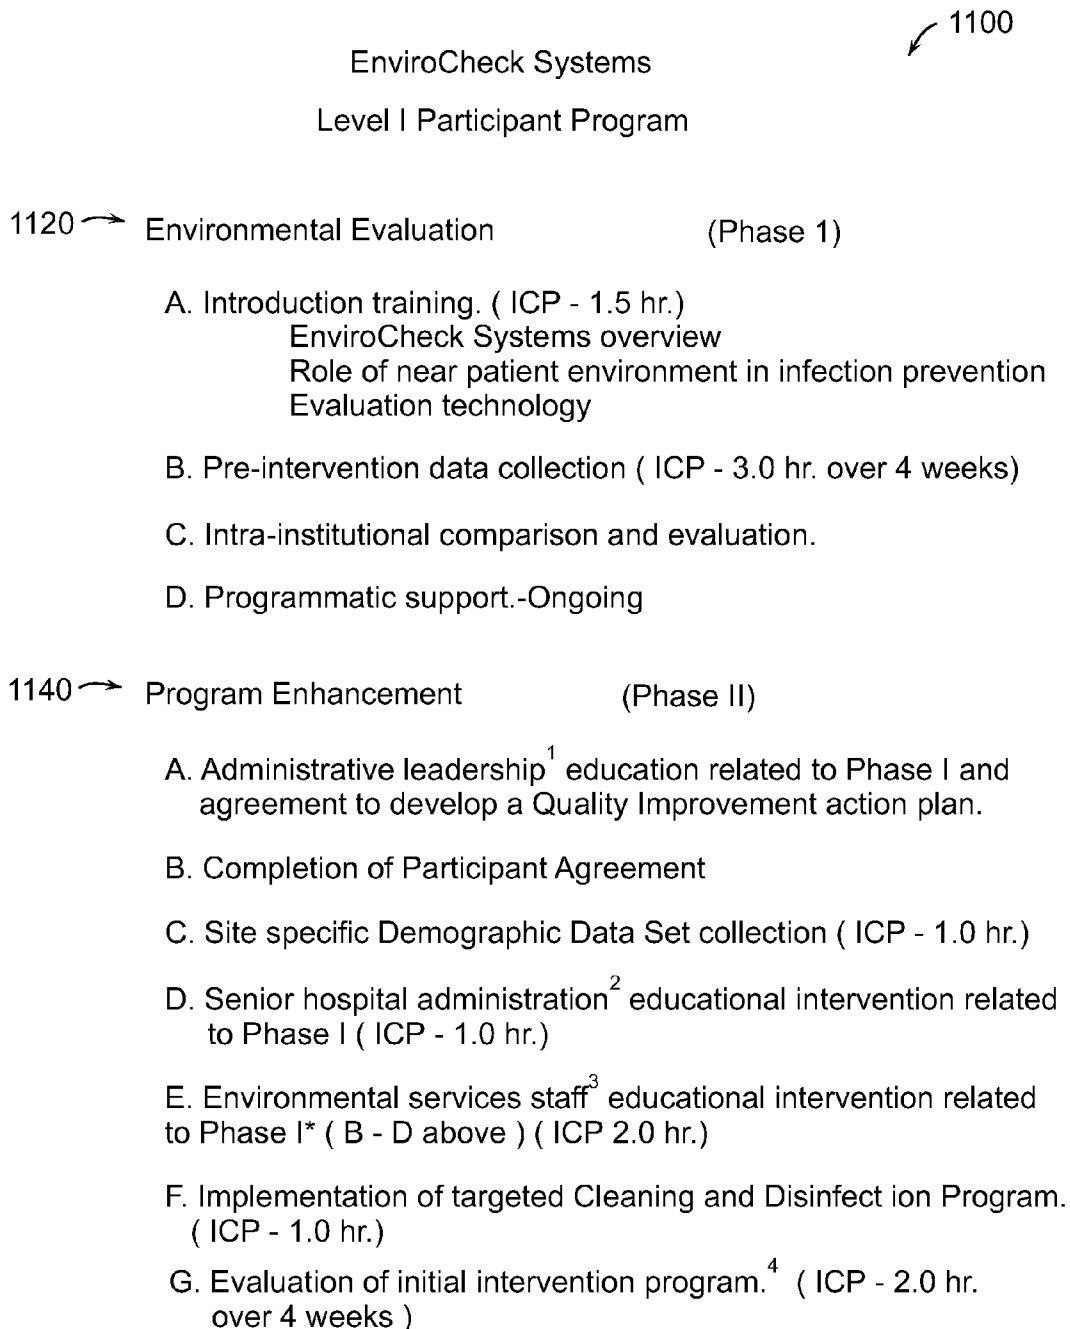 1100
EnviroCheck Systems
Level I Participant Program
1120 Environmental Evaluation (Phase 1)
A. Introduction training. ( ICP - 1.5 hr.)
EnviroCheck Systems overview
Role of near patient environment in infection prevention
Evaluation technology
B. Pre-intervention data collection ( ICP - 3.0 hr. over 4 weeks)
C. Intra-institutional comparison and evaluation.
D. Programmatic support.-Ongoing
1140 Program Enhancement (Phase II)
A. Administrative leadership1 education related to Phase I and
agreement to develop a Quality Improvement action plan.
B. Completion of Participant Agreement
C. Site specific Demographic Data Set collection ( ICP - 1.0 hr.)
D. Senior hospital administration2 educational intervention related
to Phase I ( ICP - 1.0 hr.)
E. Environmental services staff3 educational intervention related
to Phase I* ( B - D above ) ( ICP 2.0 hr.)
F. Implementation of targeted Cleaning and Disinfect ion Program.
( ICP - 1.0 hr.)
G. Evaluation of initial intervention program.4 ( ICP - 2.0 hr.
over 4 weeks )